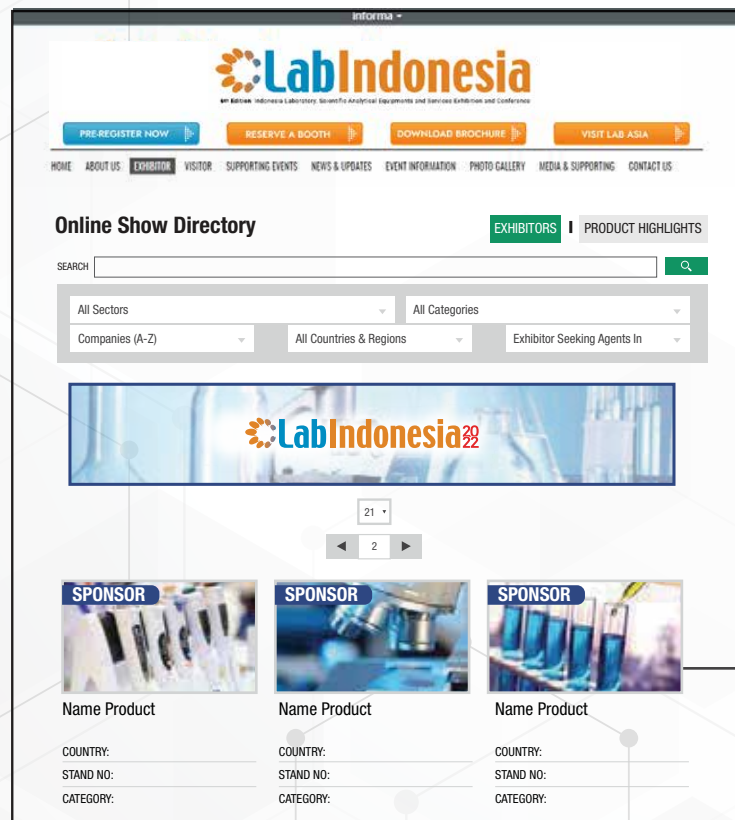 informa
LabIndonesia
6th Edition Indonesia Laboratory, Scientific Analytical Equipments and Services Exhibition and Conference
PRE-REGISTER NOW RESERVE A BOOTH DOWNLOAD BROCHURE VISIT LAB ASIA
HOME ABOUT US EXHIBITOR VISITOR SUPPORTING EVENTS NEWS & UPDATES EVENT INFORMATION PHOTO GALLERY MEDIA & SUPPORTING CONTACT US
Online Show Directory EXHIBITORS I PRODUCT HIGHLIGHTS
SEARCH
All Sectors All Categories
Companies (A-Z) All Countries & Regions Exhibitor Seeking Agents In
LabIndonesia 2022
21
2
SPONSOR SPONSOR SPONSOR
Name Product Name Product Name Product
COUNTRY: COUNTRY: COUNTRY:
STAND NO: STAND NO: STAND NO:
CATEGORY: CATEGORY: CATEGORY: